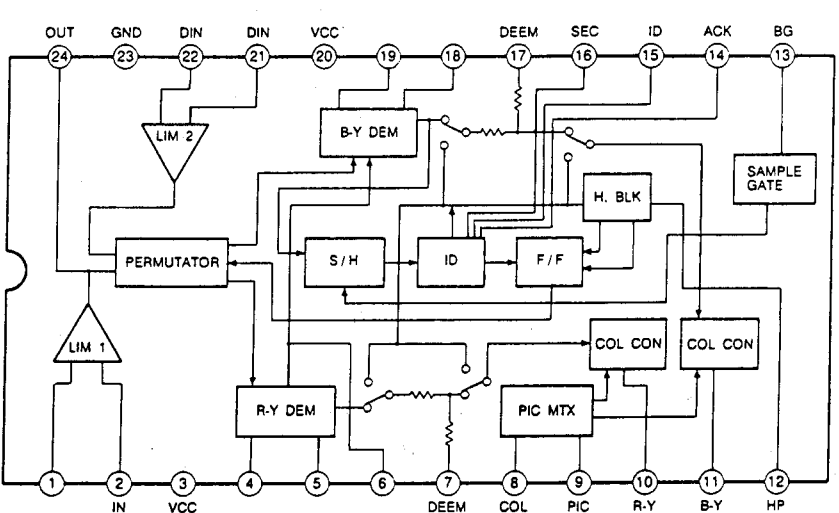 OUT GND DIN DIN VCC DEEM SEC ID ACK BG
24 23 22 21 20 19 18 17 16 15 14 13
LIM 2
B-Y DEM
SAMPLE
GATE
H. BLK
PERMUTATOR
S/H
ID
F/F
LIM 1
COL CON
COL CON
R-Y DEM
PIC MTX
1 2 3 4 5 6 7 8 9 10 11 12
IN VCC DEEM COL PIC R-Y B-Y HP